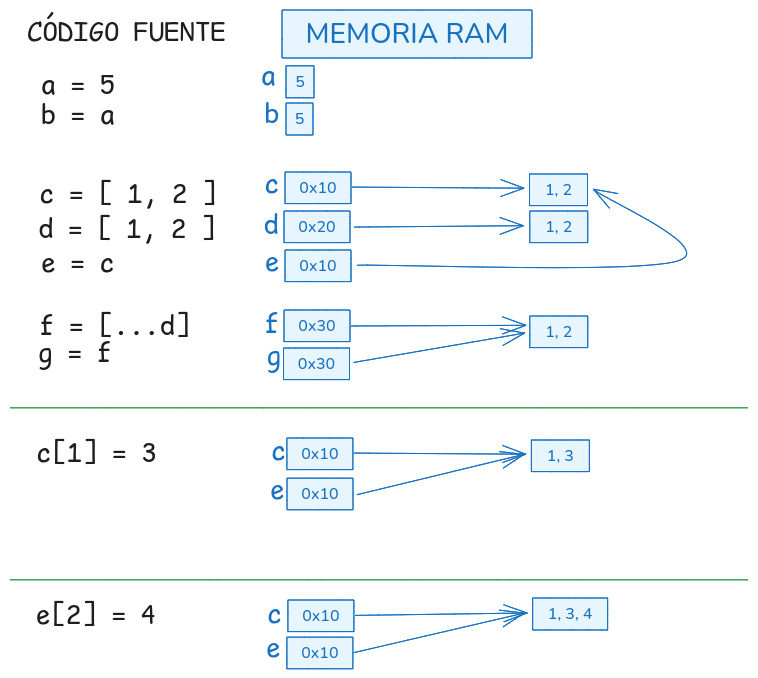 CÓDIGO FUENTE MEMORIA RAM
a = 5 a 5
b = a b 5
c = [ 1, 2 ] c 0x10 1, 2
d = [ 1, 2 ] d 0x20 1, 2
e = c e 0x10
f = [...d] f 0x30 1, 2
g = f g 0x30
c[1] = 3 c 0x10 1, 3
e 0x10
e[2] = 4 c 0x10 1, 3, 4
e 0x10